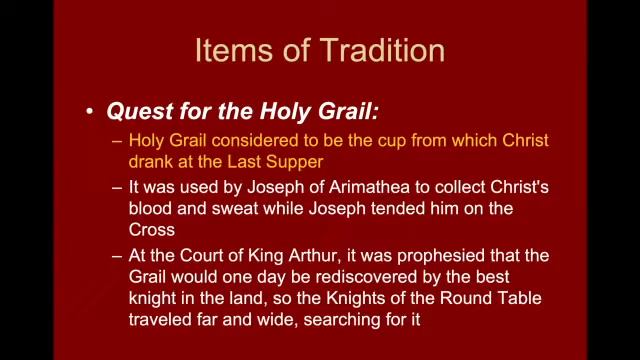 Items of Tradition
• Quest for the Holy Grail:
– Holy Grail considered to be the cup from which Christ
drank at the Last Supper
– It was used by Joseph of Arimathea to collect Christ's
blood and sweat while Joseph tended him on the
Cross
– At the Court of King Arthur, it was prophesied that the
Grail would one day be rediscovered by the best
knight in the land, so the Knights of the Round Table
traveled far and wide, searching for it